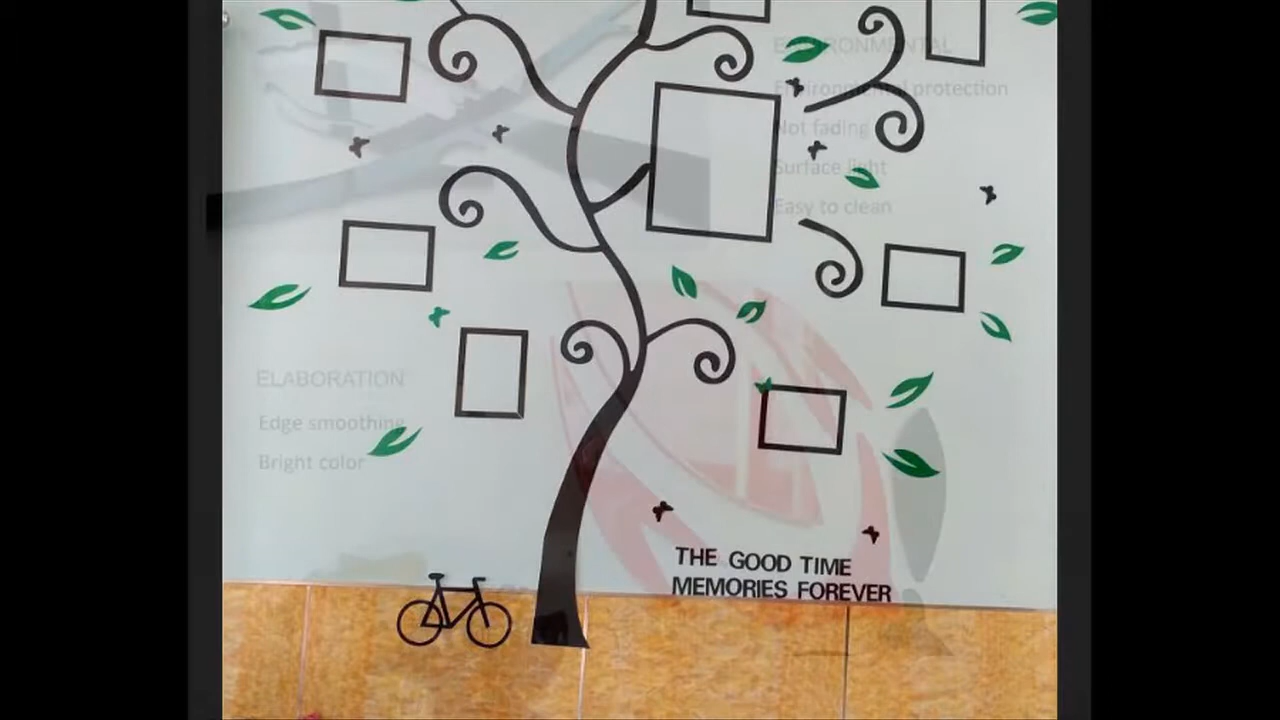 ENVIRONMENTAL
Environmental protection
Not fading
Surface light
Easy to clean
ELABORATION
Edge smoothing
Bright color
THE GOOD TIME
MEMORIES FOREVER